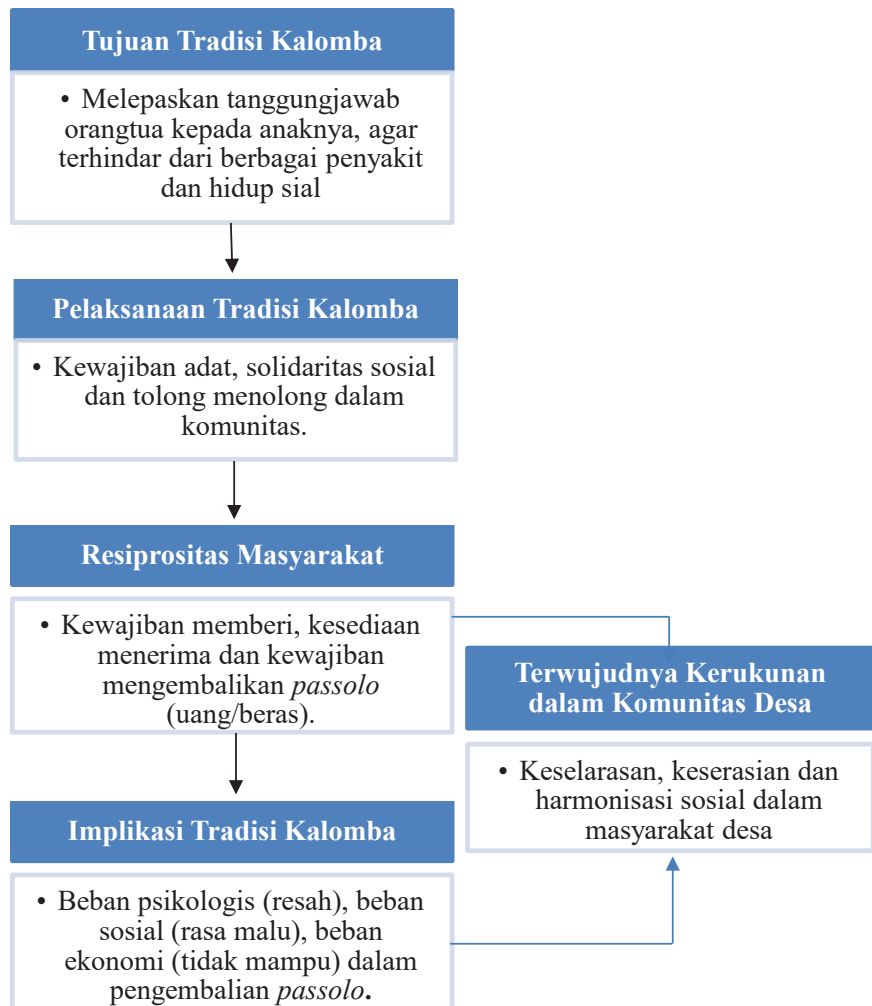 Tujuan Tradisi Kalomba
• Melepaskan tanggungjawab
orangtua kepada anaknya, agar
terhindar dari berbagai penyakit
dan hidup sial
Pelaksanaan Tradisi Kalomba
• Kewajiban adat, solidaritas sosial
dan tolong menolong dalam
komunitas.
Resiprositas Masyarakat
• Kewajiban memberi, kesediaan
menerima dan kewajiban
mengembalikan passolo
(uang/beras).
Terwujudnya Kerukunan
dalam Komunitas Desa
• Keselarasan, keserasian dan
harmonisasi sosial dalam
masyarakat desa
Implikasi Tradisi Kalomba
• Beban psikologis (resah), beban
sosial (rasa malu), beban
ekonomi (tidak mampu) dalam
pengembalian passolo.